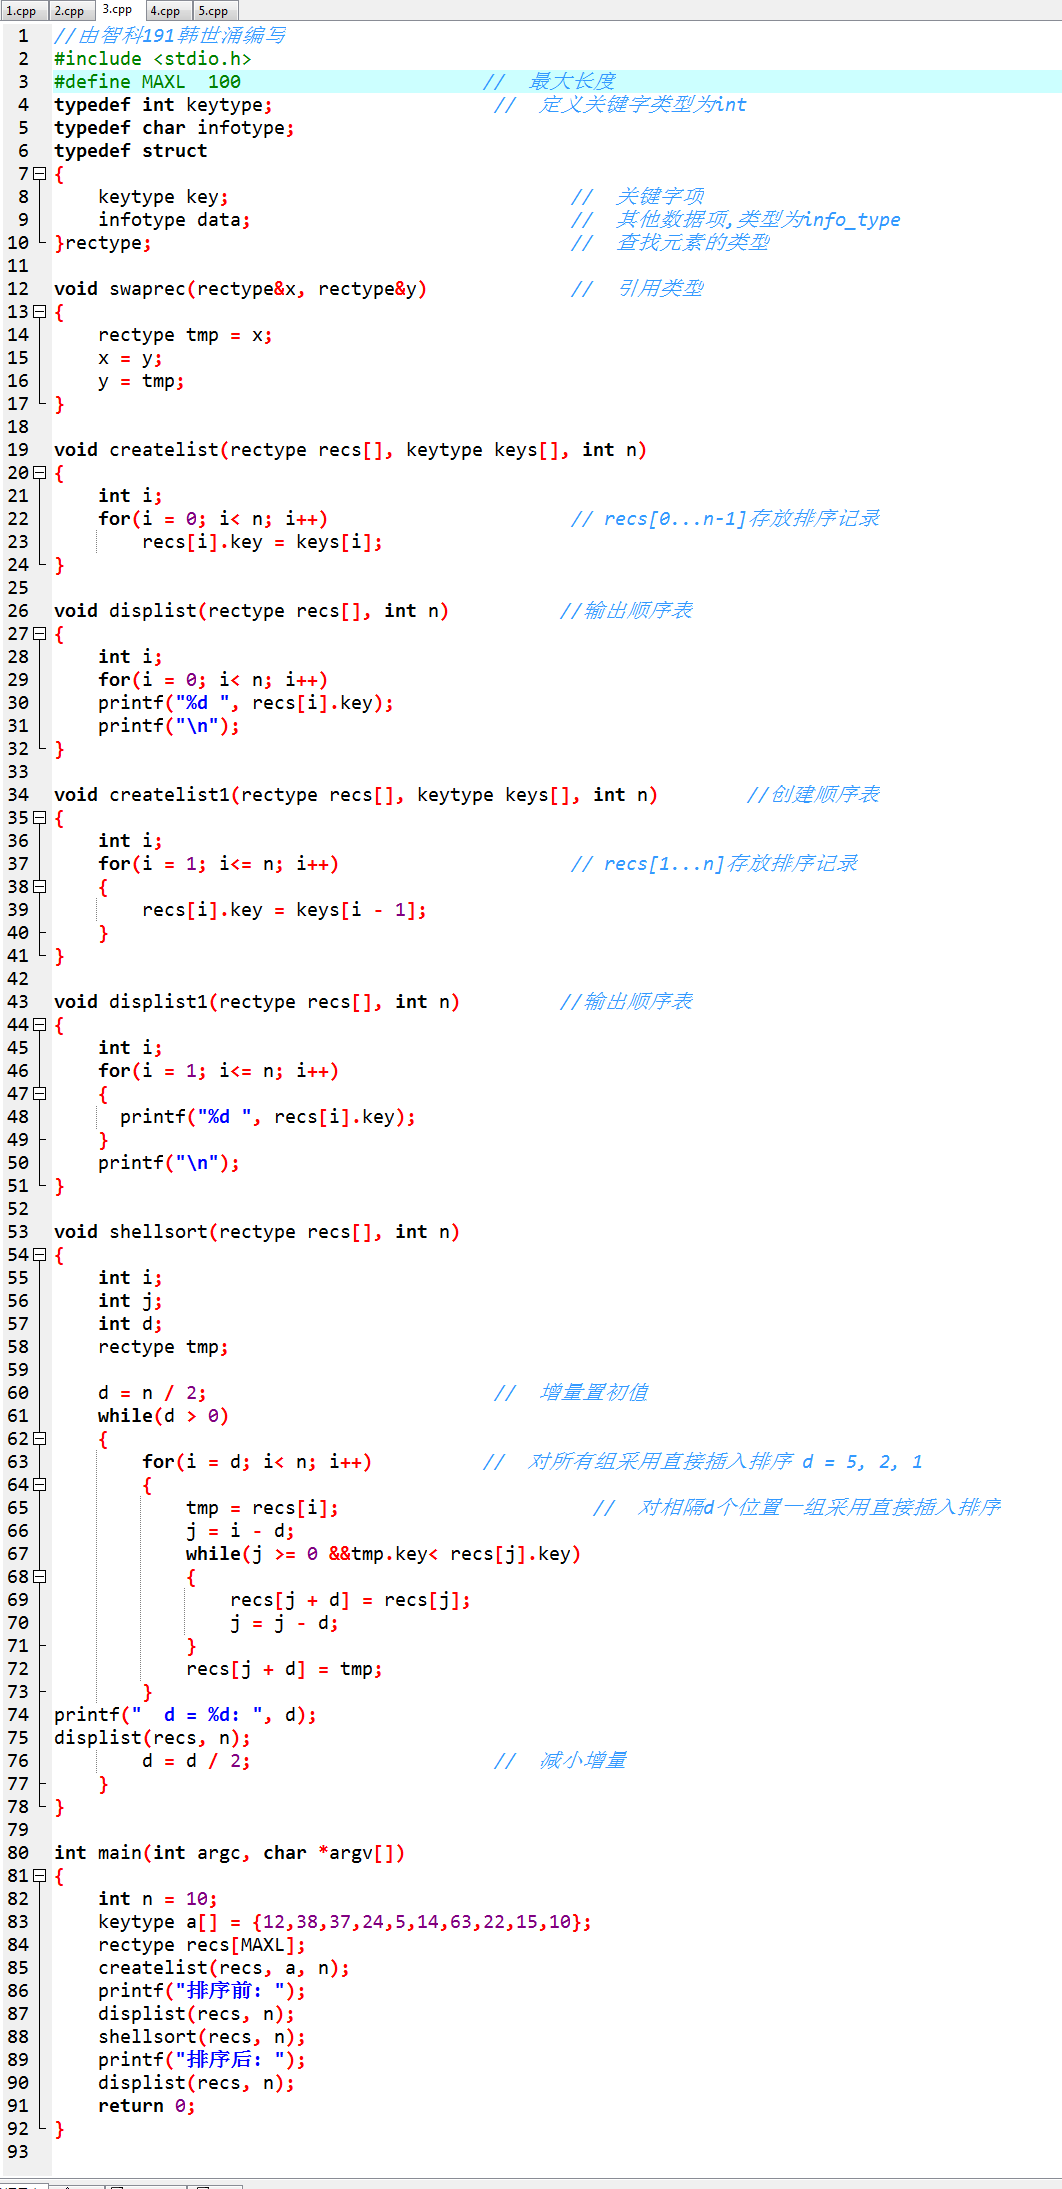 1.cpp 2.cpp 3.cpp 4.cpp 5.cpp
1 //由智科191韩世涌编写
2 #include <stdio.h>
3 #define MAXL  100 //  最大长度
4 typedef int keytype; //  定义关键字类型为int
5 typedef char infotype;
6 typedef struct
7 {
8     keytype key; //  关键字项
9     infotype data; //  其他数据项,类型为info_type
10 }rectype; //  查找元素的类型
11
12 void swaprec(rectype&x, rectype&y) //  引用类型
13 {
14     rectype tmp = x;
15     x = y;
16     y = tmp;
17 }
18
19 void createlist(rectype recs[], keytype keys[], int n)
20 {
21     int i;
22     for(i = 0; i< n; i++) // recs[0...n-1]存放排序记录
23         recs[i].key = keys[i];
24 }
25
26 void displist(rectype recs[], int n) //输出顺序表
27 {
28     int i;
29     for(i = 0; i< n; i++)
30     printf("%d ", recs[i].key);
31     printf("\n");
32 }
33
34 void createlist1(rectype recs[], keytype keys[], int n) //创建顺序表
35 {
36     int i;
37     for(i = 1; i<= n; i++) // recs[1...n]存放排序记录
38     {
39         recs[i].key = keys[i - 1];
40     }
41 }
42
43 void displist1(rectype recs[], int n) //输出顺序表
44 {
45     int i;
46     for(i = 1; i<= n; i++)
47     {
48       printf("%d ", recs[i].key);
49     }
50     printf("\n");
51 }
52
53 void shellsort(rectype recs[], int n)
54 {
55     int i;
56     int j;
57     int d;
58     rectype tmp;
59
60     d = n / 2; //  增量置初值
61     while(d > 0)
62     {
63         for(i = d; i< n; i++) //  对所有组采用直接插入排序 d = 5, 2, 1
64         {
65             tmp = recs[i]; //  对相隔d个位置一组采用直接插入排序
66             j = i - d;
67             while(j >= 0 &&tmp.key< recs[j].key)
68             {
69                 recs[j + d] = recs[j];
70                 j = j - d;
71             }
72             recs[j + d] = tmp;
73         }
74 printf("  d = %d: ", d);
75 displist(recs, n);
76         d = d / 2; //  减小增量
77     }
78 }
79
80 int main(int argc, char *argv[])
81 {
82     int n = 10;
83     keytype a[] = {12,38,37,24,5,14,63,22,15,10};
84     rectype recs[MAXL];
85     createlist(recs, a, n);
86     printf("排序前: ");
87     displist(recs, n);
88     shellsort(recs, n);
89     printf("排序后: ");
90     displist(recs, n);
91     return 0;
92 }
93